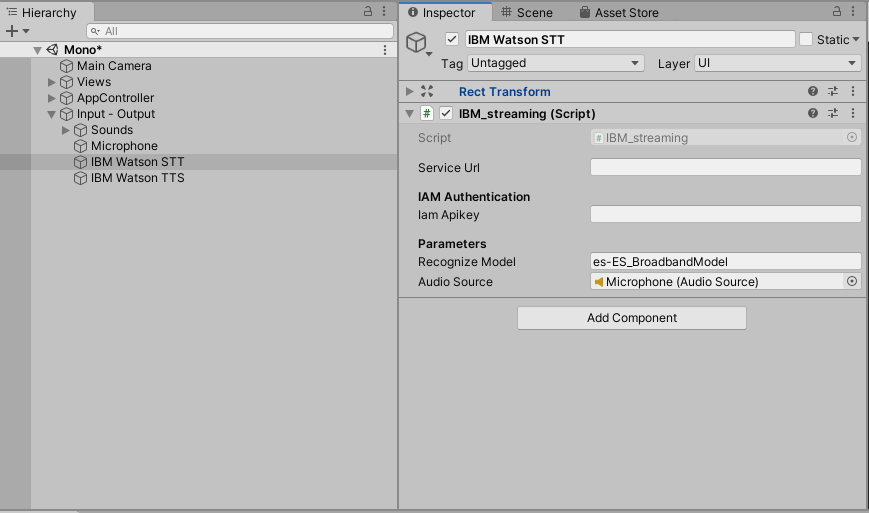 Hierarchy
All
Mono*
Main Camera
Views
AppController
Input - Output
Sounds
Microphone
IBM Watson STT
IBM Watson TTS
Inspector
Scene
Asset Store
IBM Watson STT
Static
Tag Untagged
Layer UI
Rect Transform
# IBM_streaming (Script)
Script # IBM_streaming
Service Url
IAM Authentication
Iam Apikey
Parameters
Recognize Model es-ES_BroadbandModel
Audio Source Microphone (Audio Source)
Add Component